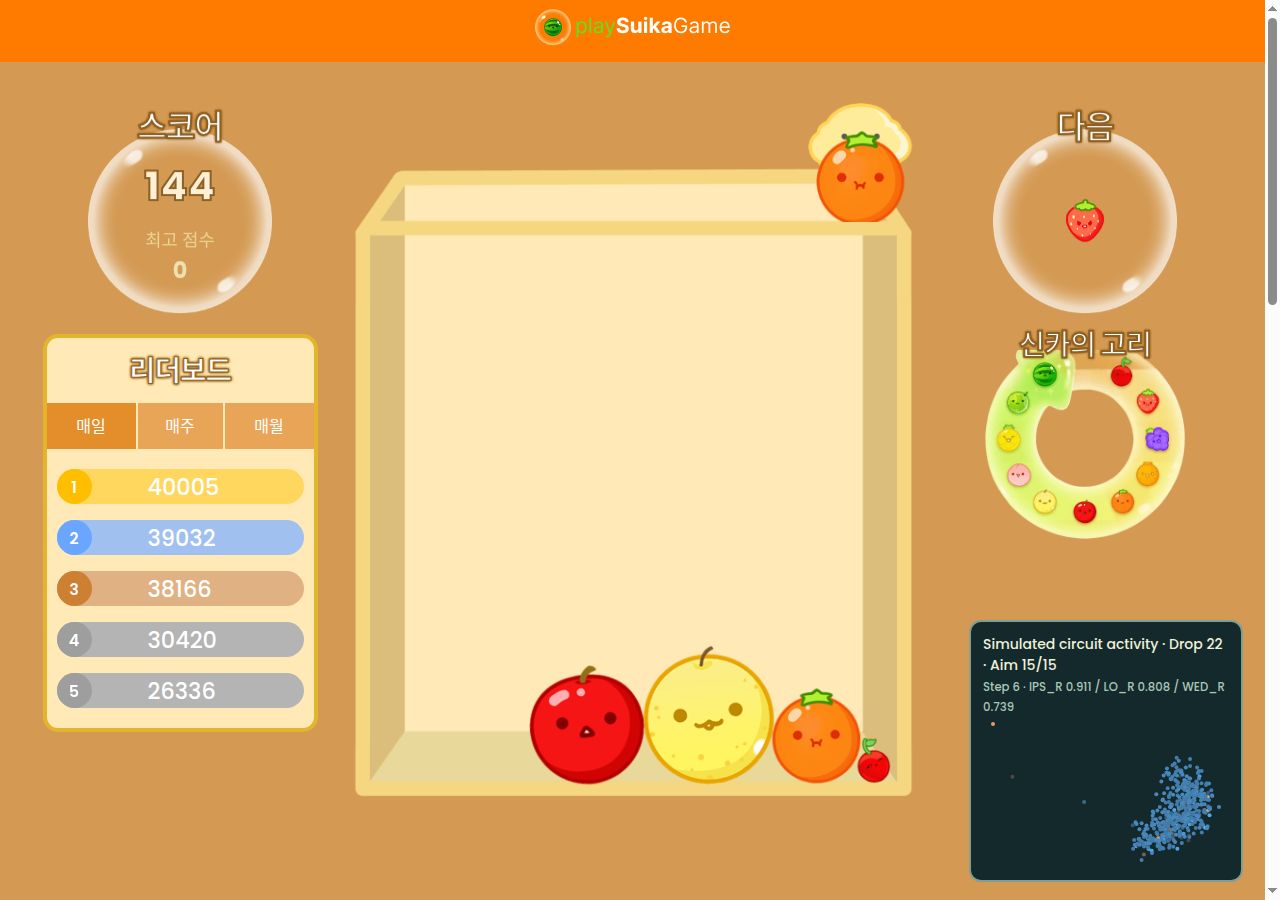 playSuikaGame
스코어
144
최고 점수
0
다음
신카의 고리
리더보드
매일 매주 매월
1 40005
2 39032
3 38166
4 30420
5 26336
Simulated circuit activity · Drop 22
· Aim 15/15
Step 6 · IPS_R 0.911 / LO_R 0.808 / WED_R
0.739